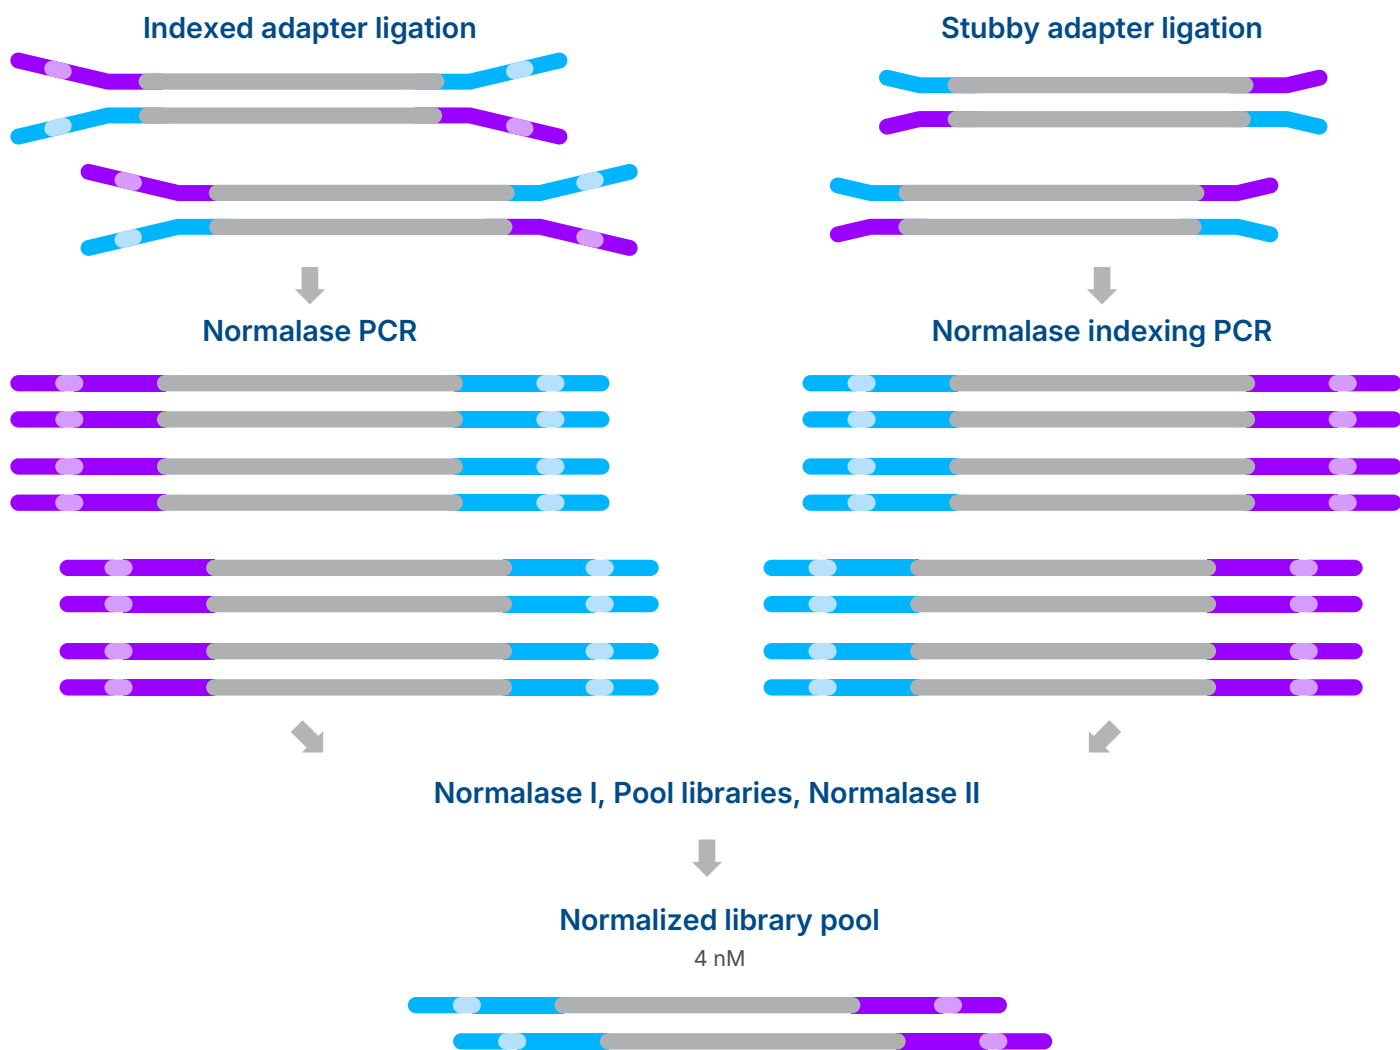 Indexed adapter ligation
Stubby adapter ligation
Normalase PCR
Normalase indexing PCR
Normalase I, Pool libraries, Normalase II
Normalized library pool
4 nM